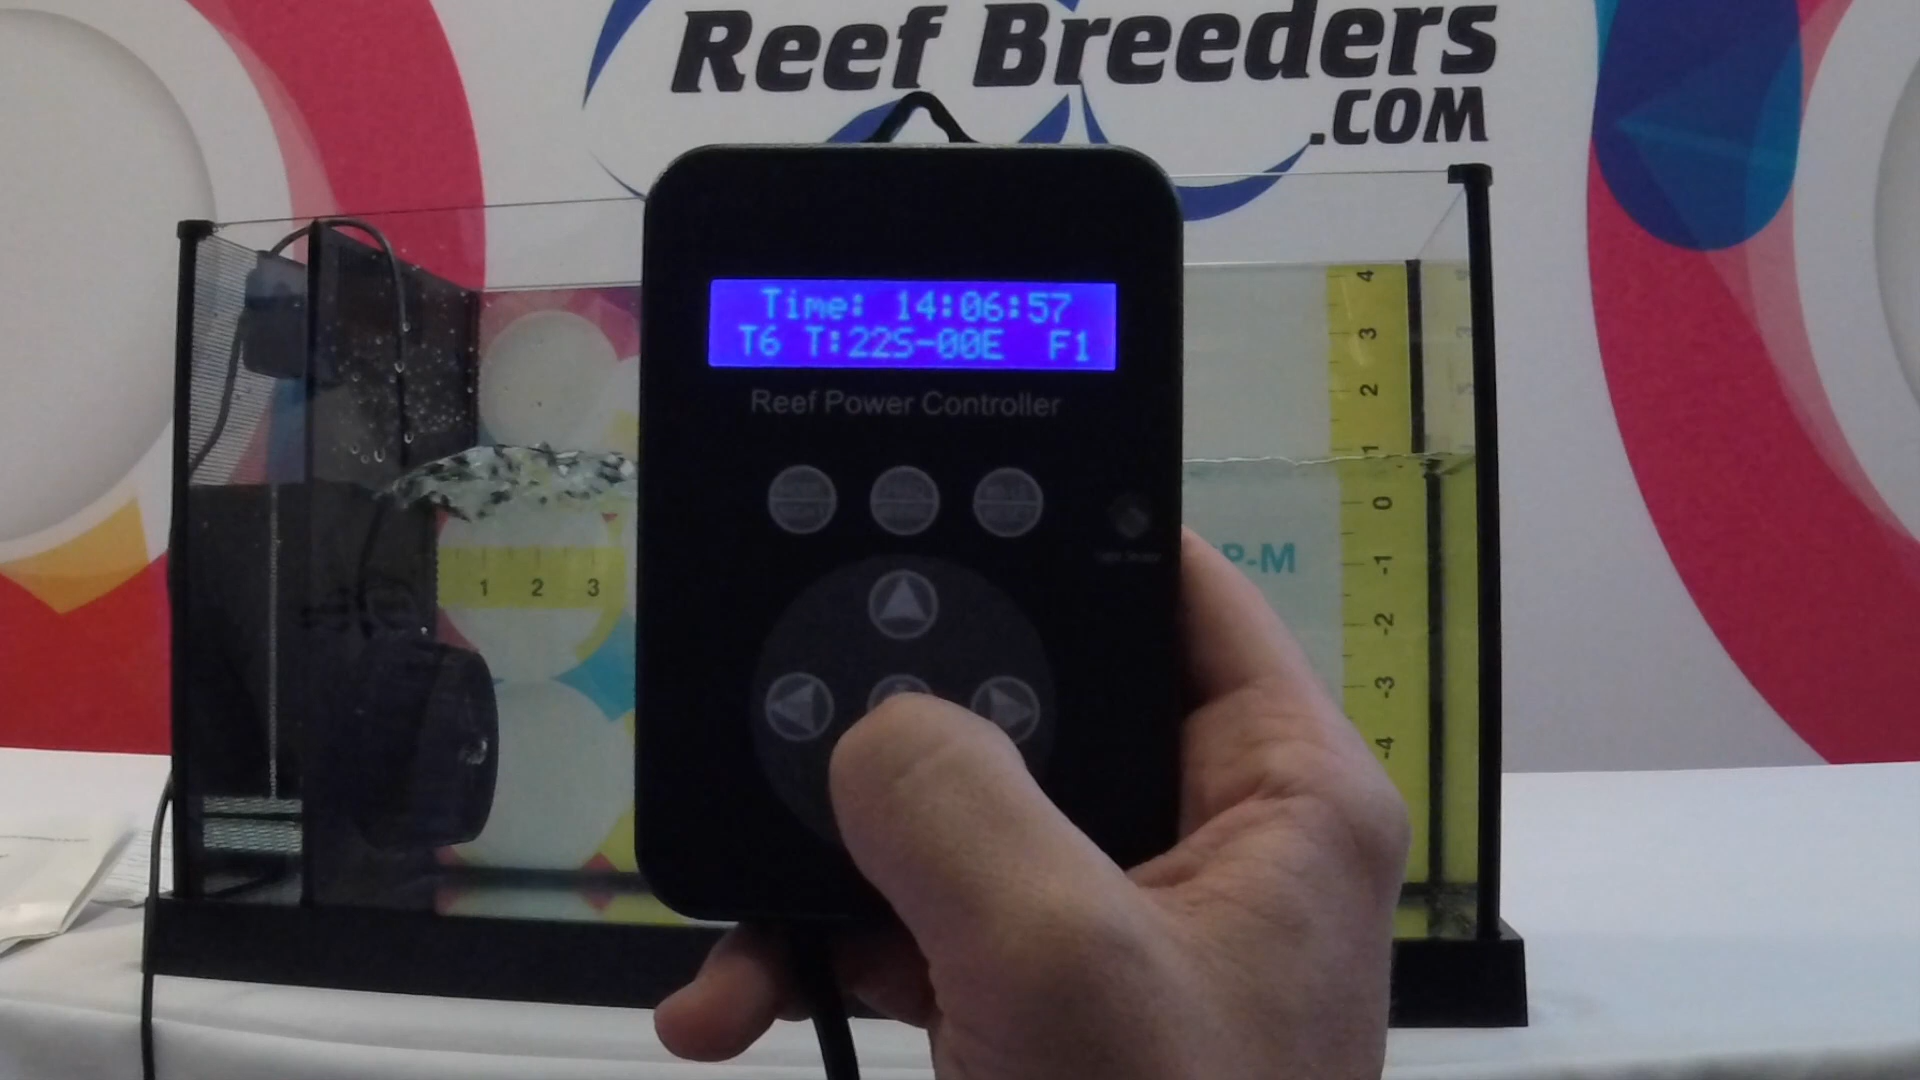 Reef Breeders
.COM
Time: 14:06:57
T6 T:22S-00E F1
Reef Power Controller
1 2 3
P-M
4
3
2
1
0
-1
-2
-3
-4